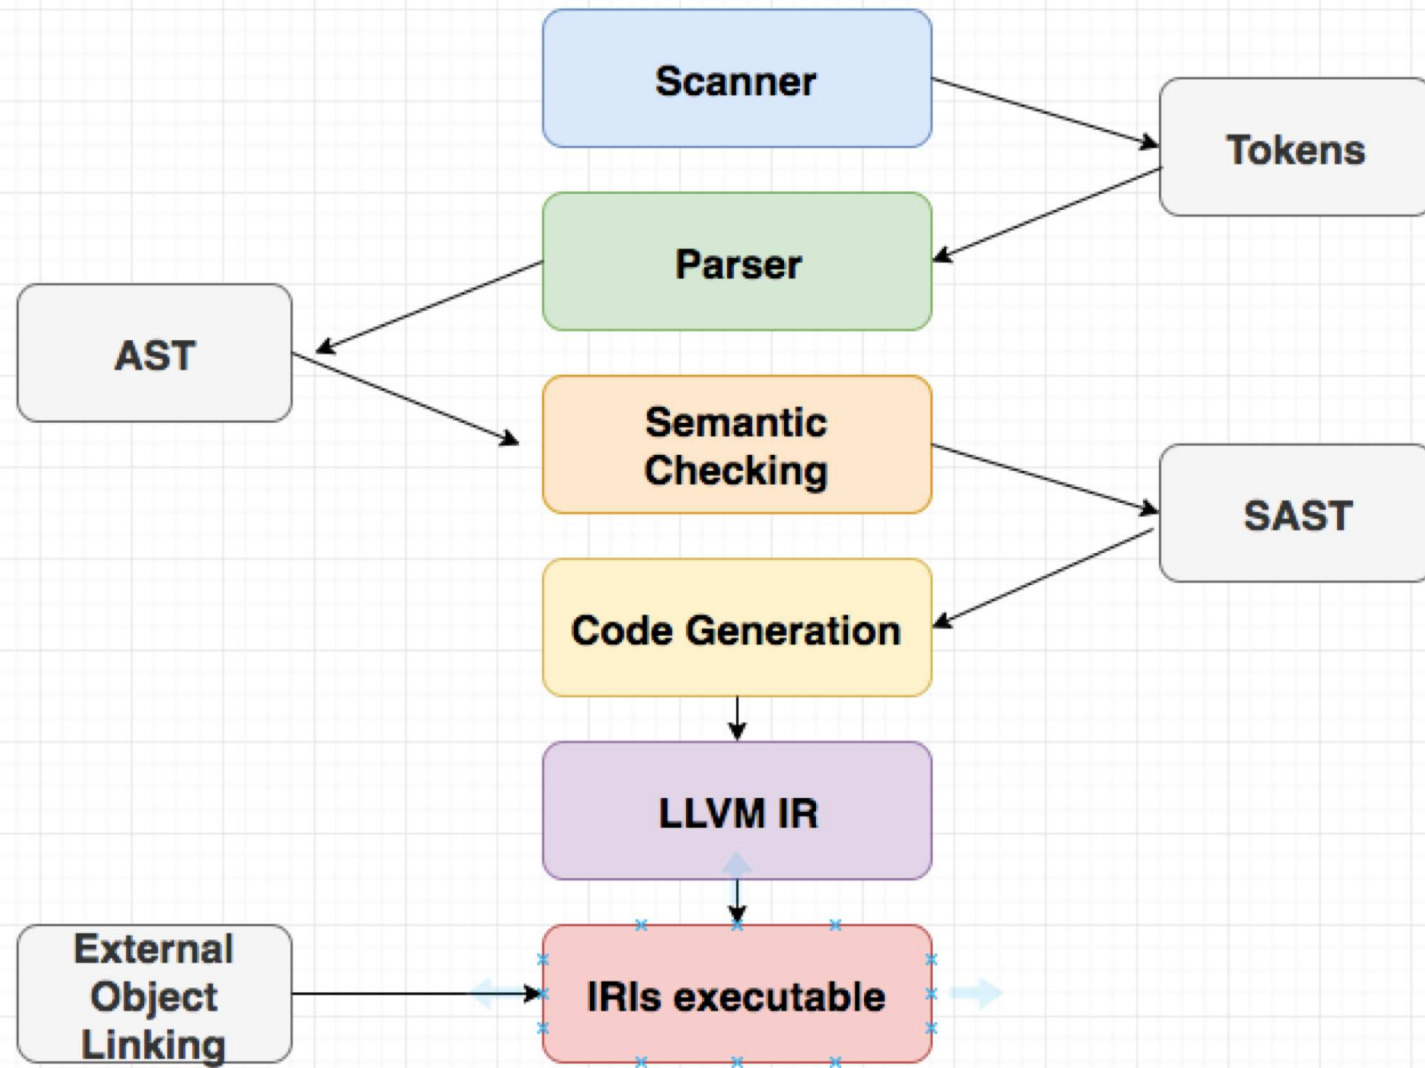 Scanner
Tokens
Parser
AST
Semantic
Checking
SAST
Code Generation
LLVM IR
External
Object
Linking
IRIs executable